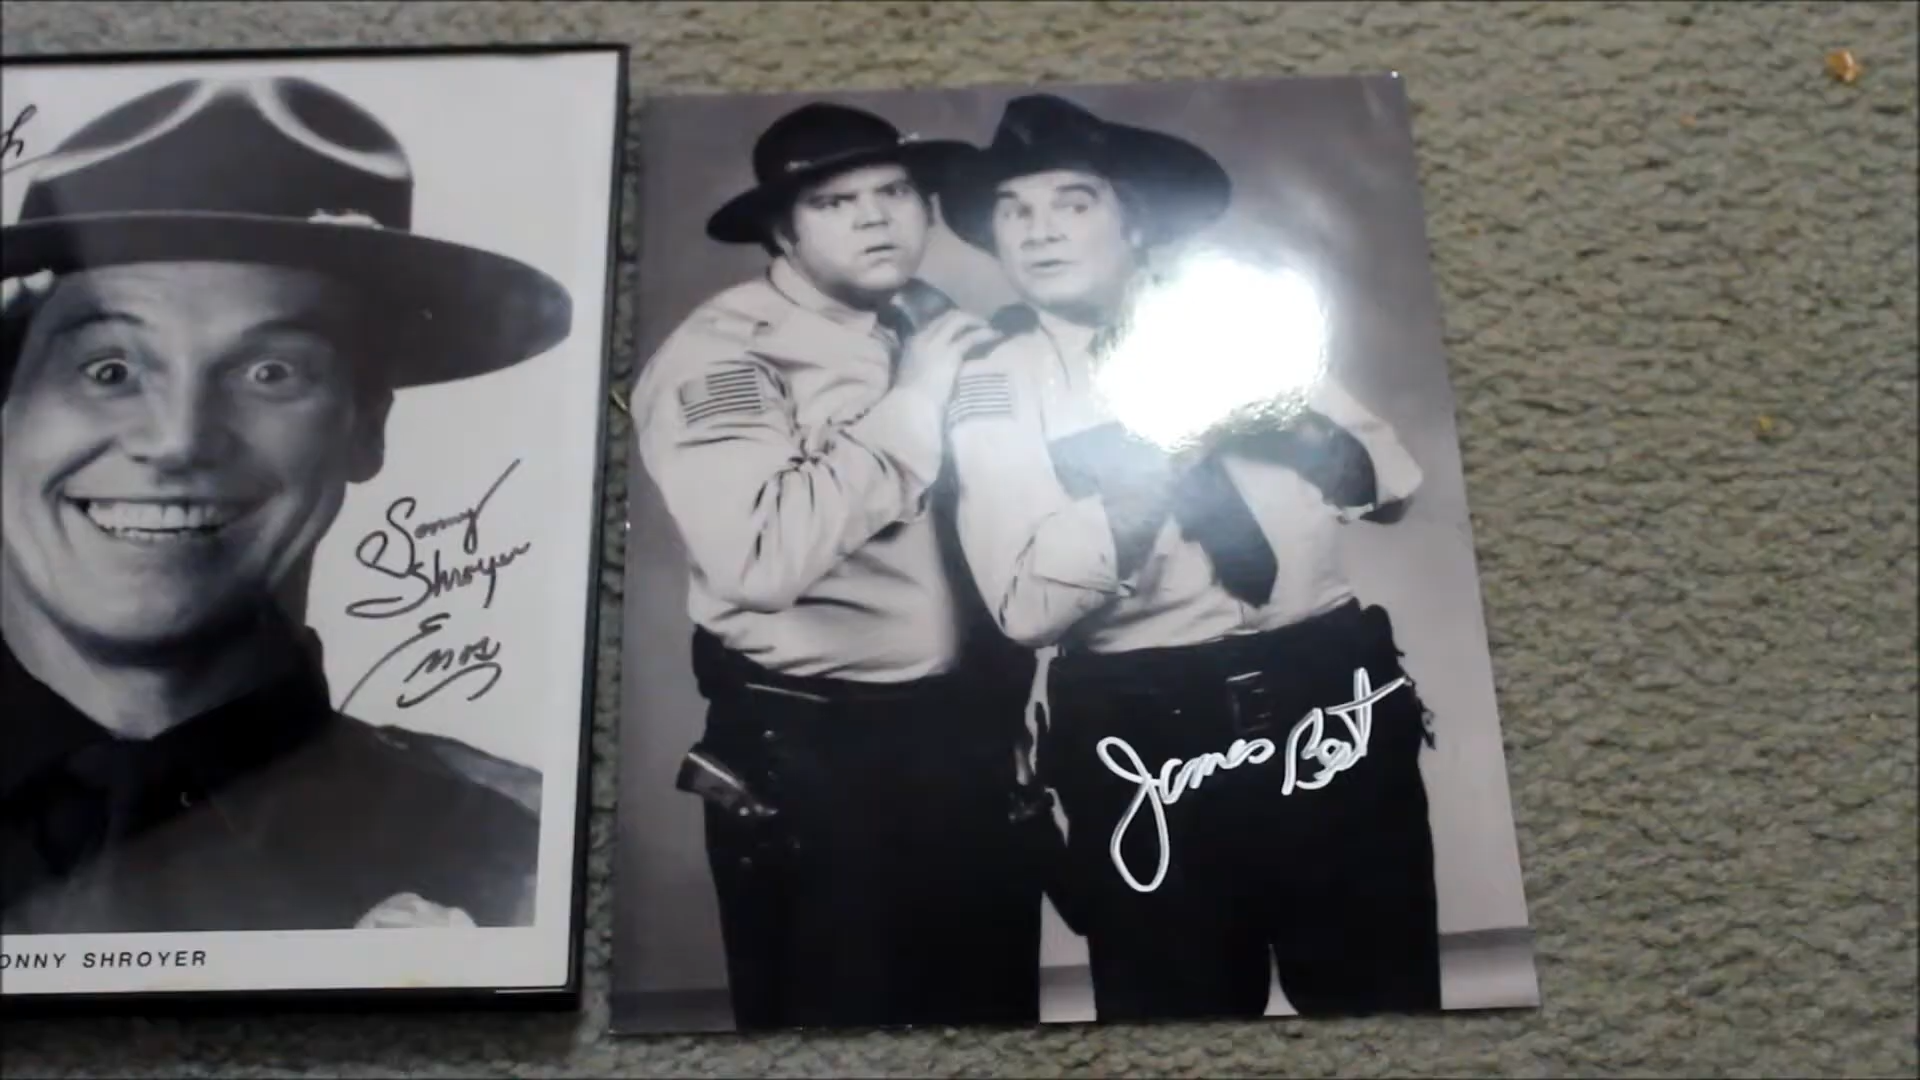 Sonny
Shroyer
Enos
ONNY SHROYER
James Best